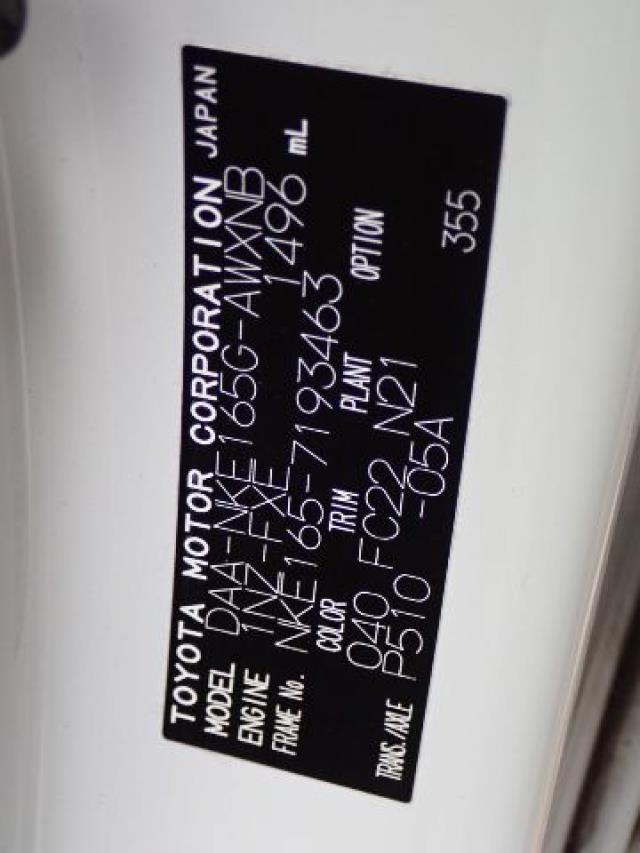 TOYOTA MOTOR CORPORATION JAPAN
MODEL DAA-NKE165G-AWXNB
ENGINE 1NZ-FXE 1496 mL
FRAME No. NKE165-7193463
COLOR TRIM PLANT OPTION
040 FC22 N21
TRANS./AXLE P510 -05A 355